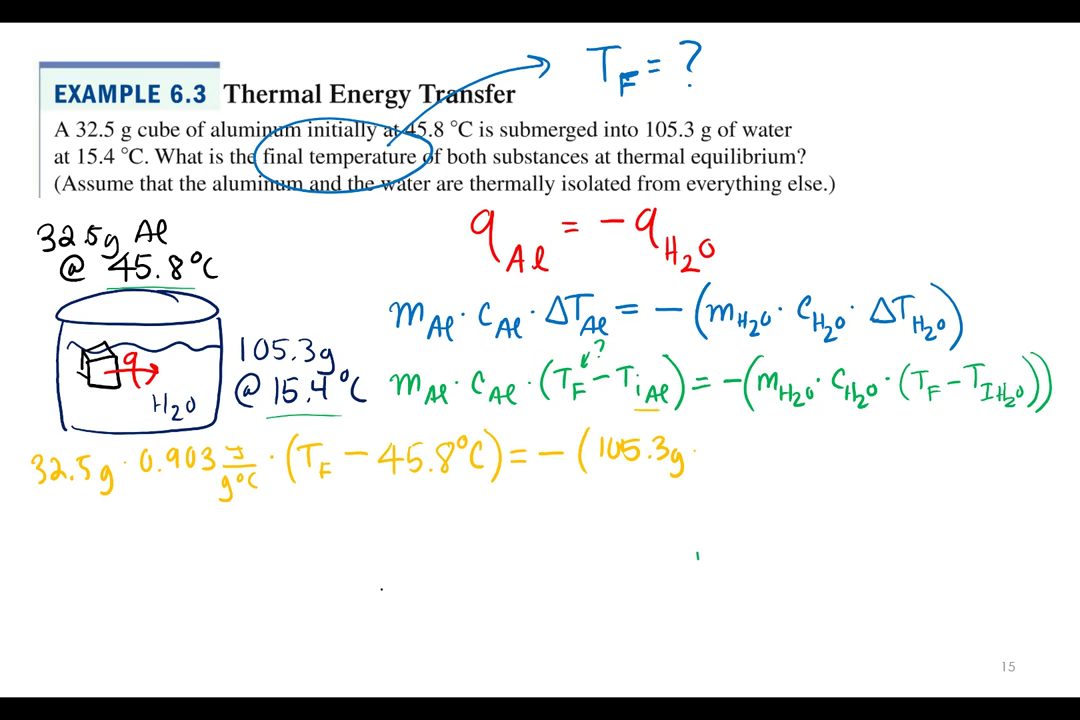 T_F = ?
EXAMPLE 6.3 Thermal Energy Transfer
A 32.5 g cube of aluminum initially at 45.8 °C is submerged into 105.3 g of water
at 15.4 °C. What is the final temperature of both substances at thermal equilibrium?
(Assume that the aluminum and the water are thermally isolated from everything else.)
32.5g Al
@ 45.8°C
q_Al = -q_H₂O
m_Al · C_Al · ΔT_Al = -(m_H₂O · C_H₂O · ΔT_H₂O)
?
q
H₂O
105.3g
@ 15.4°C
m_Al · C_Al · (T_F - T_iAl) = -(m_H₂O · C_H₂O · (T_F - T_IH₂O))
32.5g · 0.903 J/g°C · (T_F - 45.8°C) = -(105.3g ·
15